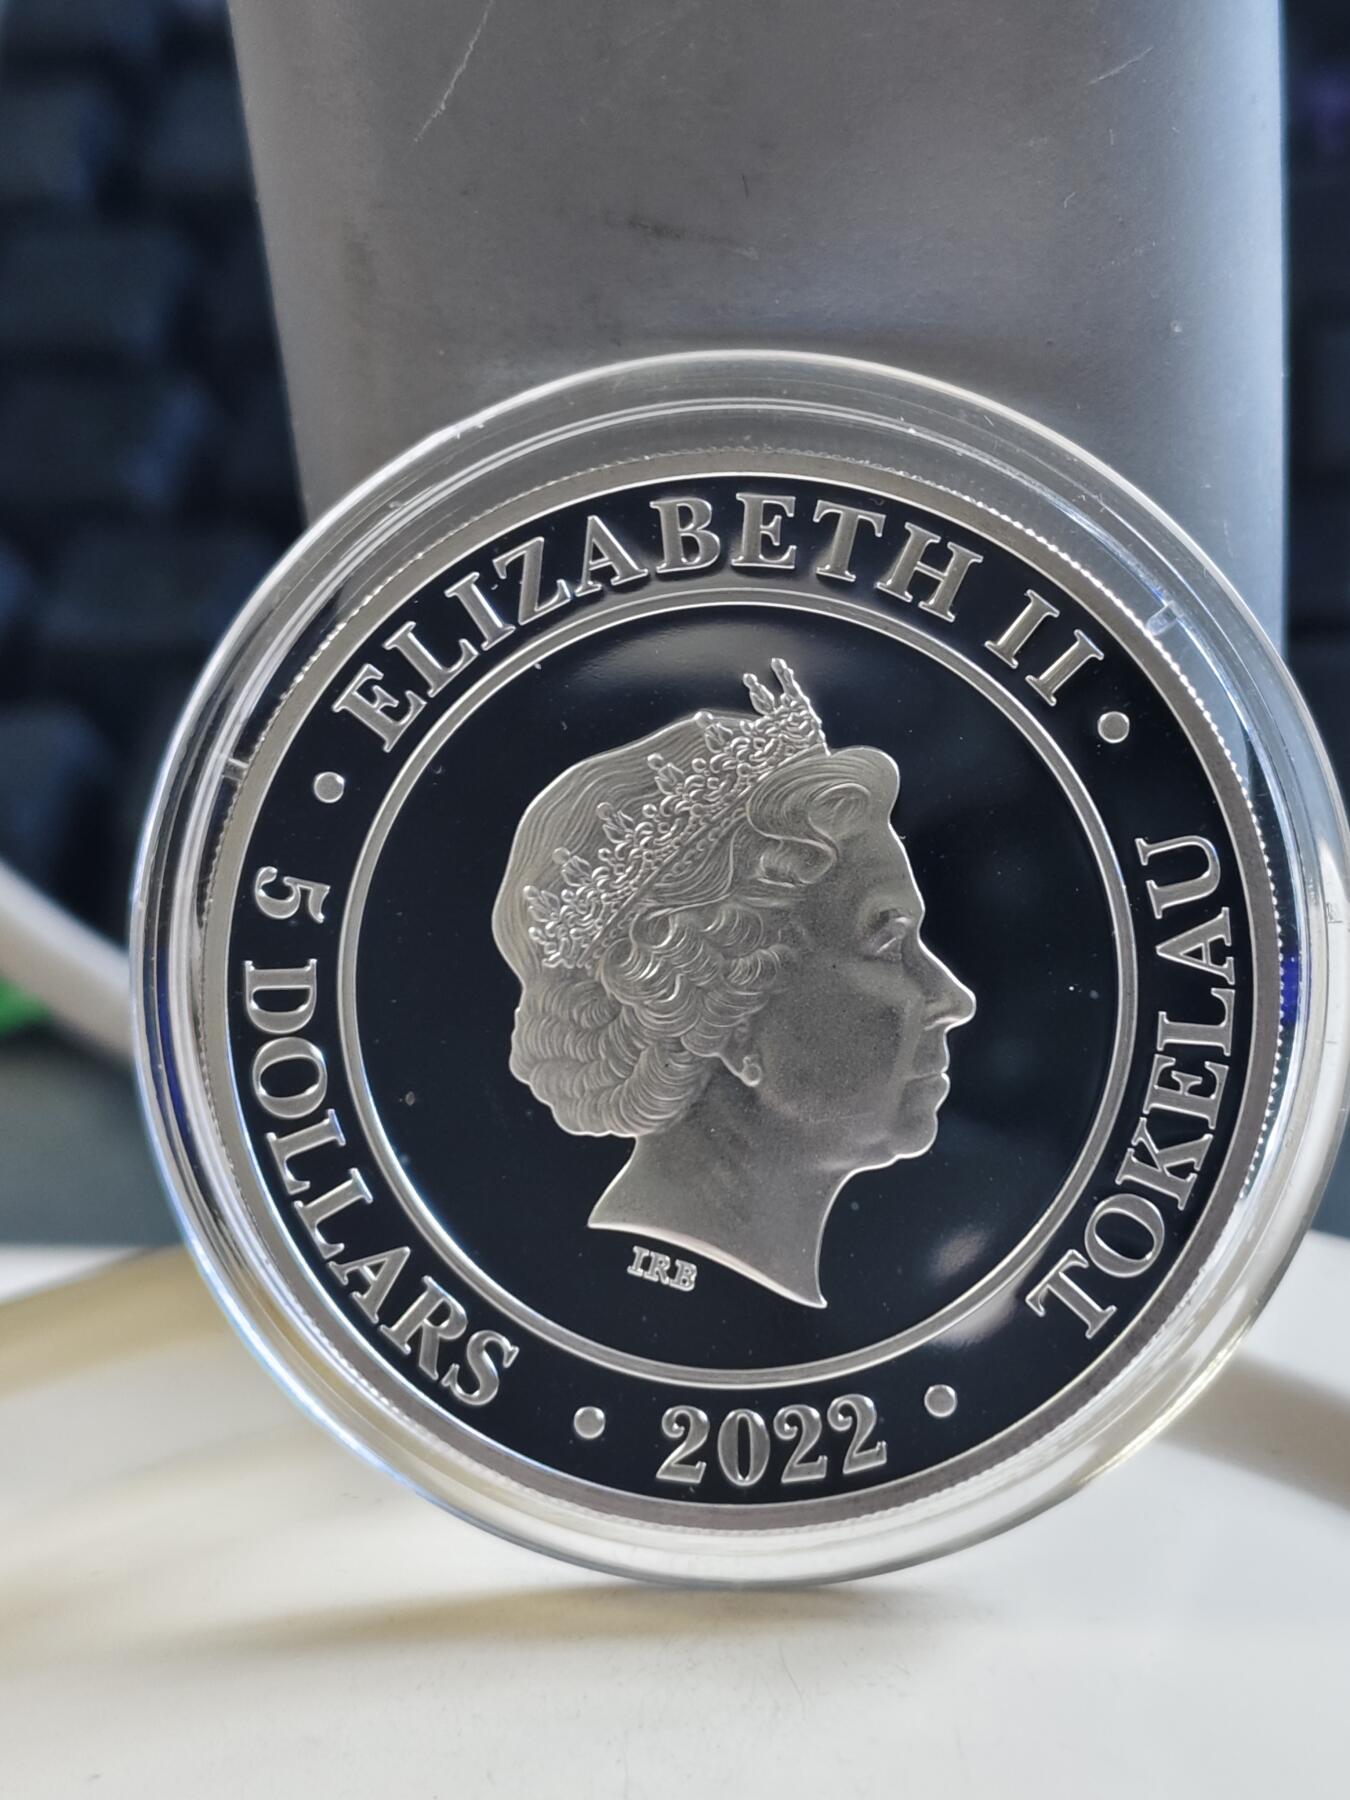 ELIZABETH II
TOKELAU
2022
5 DOLLARS
IRB